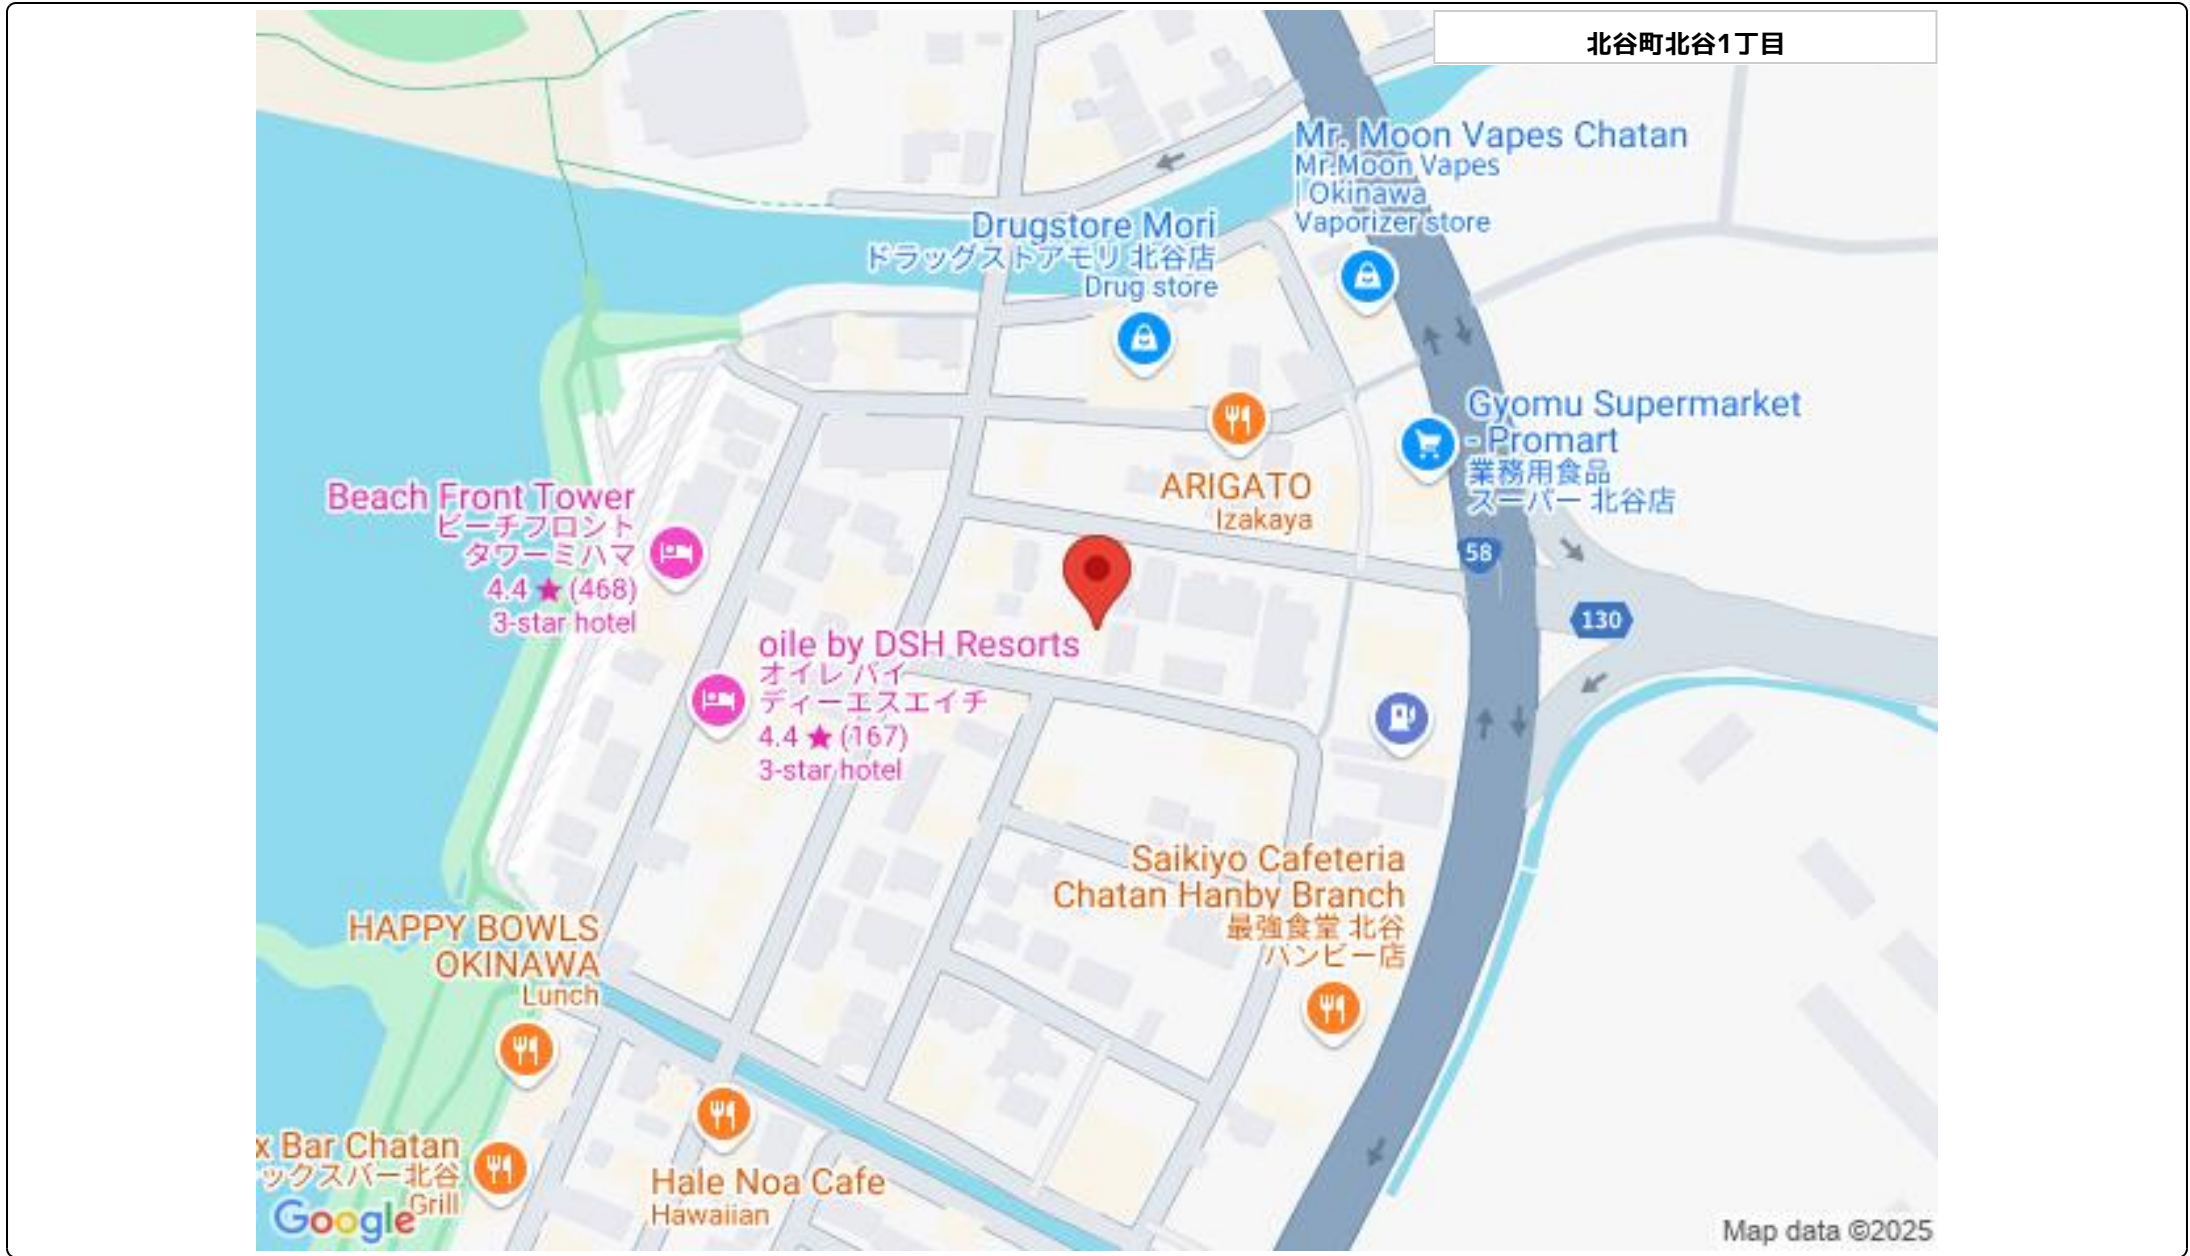 北谷町北谷1丁目
Mr. Moon Vapes Chatan
Mr.Moon Vapes
| Okinawa
Vaporizer store
Drugstore Mori
ドラッグストアモリ 北谷店
Drug store
Gyomu Supermarket
- Promart
業務用食品
スーパー 北谷店
ARIGATO
Izakaya
Beach Front Tower
ビーチフロント
タワーミハマ
4.4 ★ (468)
3-star hotel
58
130
oile by DSH Resorts
オイレ バイ
ディーエスエイチ
4.4 ★ (167)
3-star hotel
Saikiyo Cafeteria
Chatan Hanby Branch
最強食堂 北谷
ハンビー店
HAPPY BOWLS
OKINAWA
Lunch
x Bar Chatan
ックスバー北谷
Grill
Hale Noa Cafe
Hawaiian
Google
Map data ©2025